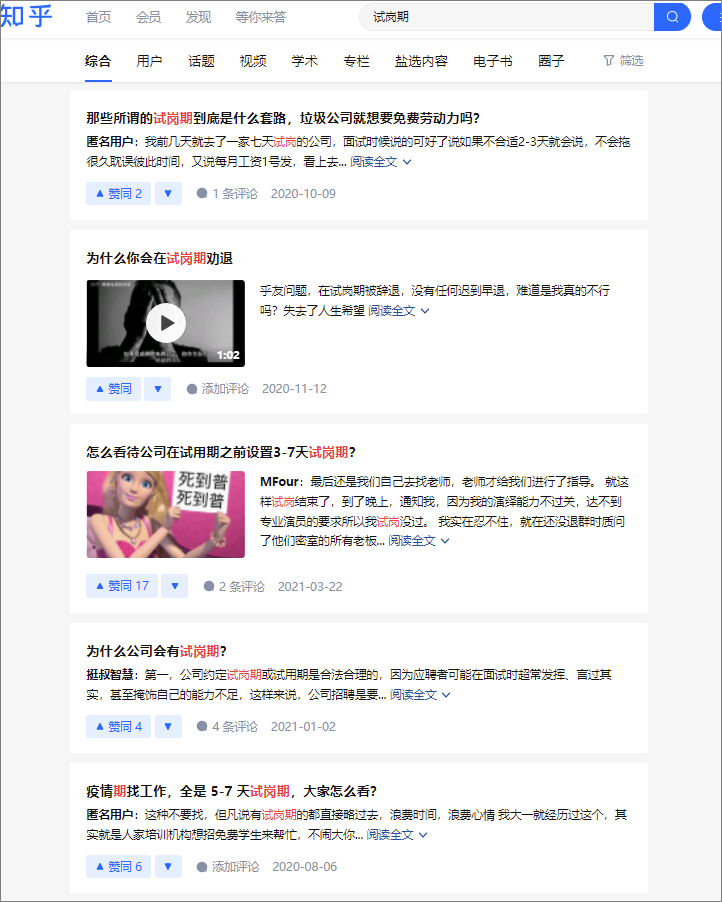 知乎 首页 会员 发现 等你来答 试岗期
综合 用户 话题 视频 学术 专栏 盐选内容 电子书 圈子 筛选
那些所谓的试岗期到底是什么套路，垃圾公司就想要免费劳动力吗?
匿名用户：我前几天就去了一家七天试岗的公司，面试时候说的可好了说如果不合适2-3天就会说，不会拖
很久耽误彼此时间，又说每月工资1号发，看上去... 阅读全文
赞同 2 1 条评论 2020-10-09
为什么你会在试岗期劝退
乎友问题，在试岗期被辞退，没有任何迟到早退，难道是我真的不行
吗？失去了人生希望 阅读全文
1:02
赞同 添加评论 2020-11-12
怎么看待公司在试用期之前设置3-7天试岗期?
死到普
死到普
MFour：最后还是我们自己去找老师，老师才给我们进行了指导。 就这
样试岗结束了，到了晚上，通知我，因为我的演绎能力不过关，达不到
专业演员的要求所以我试岗没过。 我实在忍不住，就在还没退群时质问
了他们密室的所有老板... 阅读全文
赞同 17 2 条评论 2021-03-22
为什么公司会有试岗期?
挺叔智慧：第一，公司约定试岗期或试用期是合法合理的，因为应聘者可能在面试时超常发挥、言过其
实，甚至掩饰自己的能力不足，这样来说，公司招聘是要... 阅读全文
赞同 4 4 条评论 2021-01-02
疫情期找工作，全是 5-7 天试岗期，大家怎么看?
匿名用户：这种不要找，但凡说有试岗期的都直接略过去，浪费时间，浪费心情 我大一就经历过这个，其
实就是人家培训机构想招免费学生来帮忙，不闹大你... 阅读全文
赞同 6 添加评论 2020-08-06